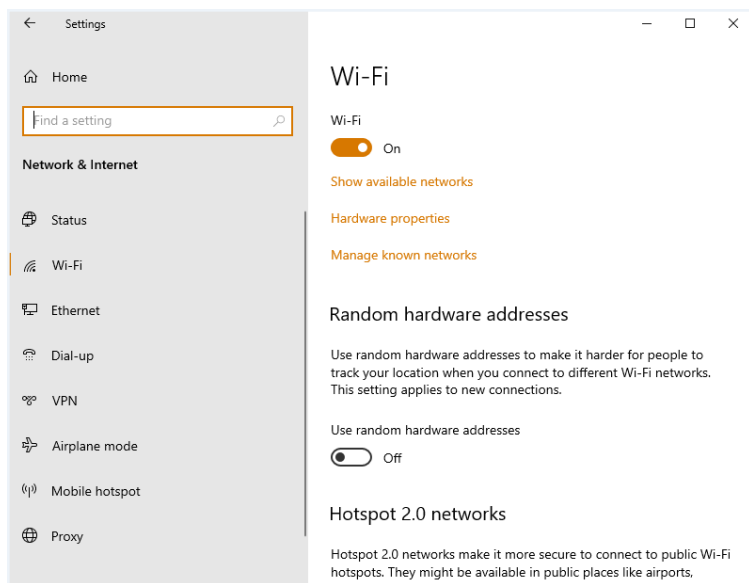 Settings
Home
Find a setting
Network & Internet
Status
Wi-Fi
Ethernet
Dial-up
VPN
Airplane mode
Mobile hotspot
Proxy
Wi-Fi
Wi-Fi
On
Show available networks
Hardware properties
Manage known networks
Random hardware addresses
Use random hardware addresses to make it harder for people to
track your location when you connect to different Wi-Fi networks.
This setting applies to new connections.
Use random hardware addresses
Off
Hotspot 2.0 networks
Hotspot 2.0 networks make it more secure to connect to public Wi-Fi
hotspots. They might be available in public places like airports,